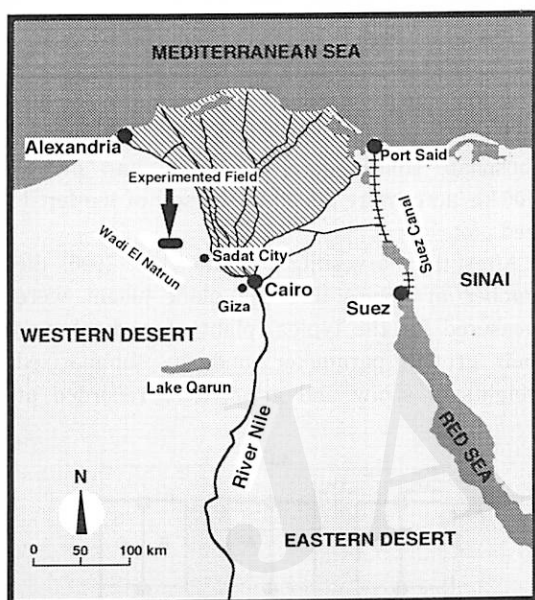 MEDITERRANEAN SEA
Alexandria
Port Said
Experimented Field
Wadi El Natrun
Sadat City
Suez Canal
Cairo
SINAI
Giza
Suez
WESTERN DESERT
Lake Qarun
River Nile
RED SEA
N
0 50 100 km
EASTERN DESERT